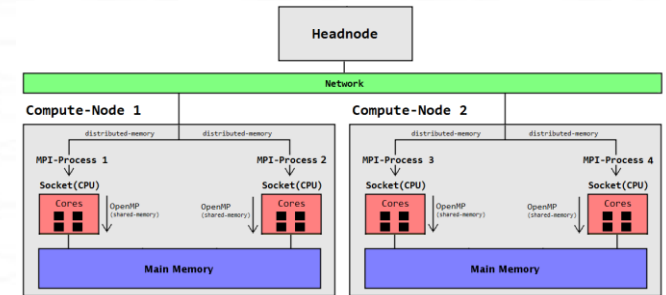 Headnode
Network
Compute-Node 1
Compute-Node 2
distributed-memory
distributed-memory
distributed-memory
distributed-memory
MPI-Process 1
MPI-Process 2
MPI-Process 3
MPI-Process 4
Socket(CPU)
Socket(CPU)
Socket(CPU)
Socket(CPU)
Cores
OpenMP
(shared-memory)
OpenMP
(shared-memory)
Cores
Cores
OpenMP
(shared-memory)
OpenMP
(shared-memory)
Cores
Main Memory
Main Memory